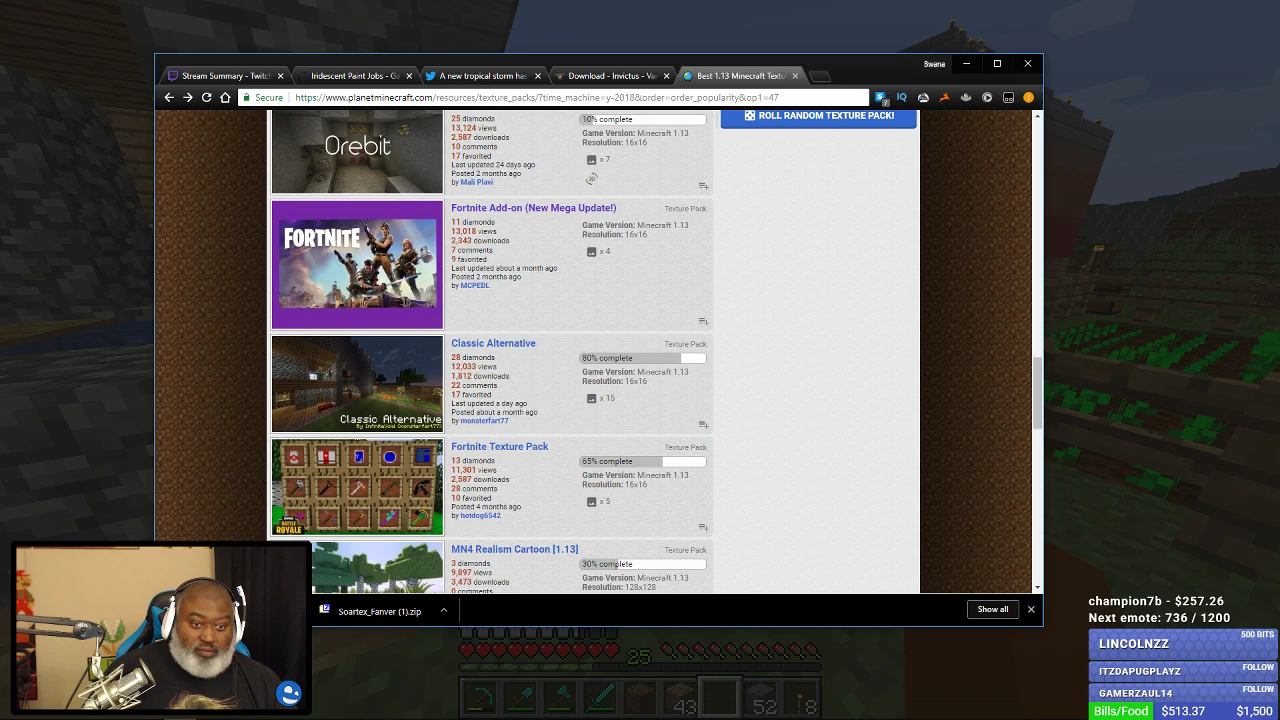 Bwana
Stream Summary - Twitch
Iridescent Paint Jobs - Ga
A new tropical storm has
Download - Invictus - Va
Best 1.13 Minecraft Textu
Secure
https://www.planetminecraft.com/resources/texture_packs/?time_machine=y-2018&order=order_popularity&op1=47
Orebit
25 diamonds
13,124 views
2,587 downloads
10 comments
17 favorited
Last updated 24 days ago
Posted 2 months ago
by Mali Plavi
10% complete
Game Version: Minecraft 1.13
Resolution: 16x16
x 7
3D
ROLL RANDOM TEXTURE PACK!
FORTNITE
Fortnite Add-on (New Mega Update!)
Texture Pack
11 diamonds
13,018 views
2,343 downloads
7 comments
9 favorited
Last updated about a month ago
Posted 2 months ago
by MCPEDL
Game Version: Minecraft 1.13
Resolution: 16x16
x 4
Classic Alternative
By InfiniteVoid (monsterfart77)
Classic Alternative
Texture Pack
28 diamonds
12,033 views
1,812 downloads
22 comments
17 favorited
Last updated a day ago
Posted about a month ago
by monsterfart77
80% complete
Game Version: Minecraft 1.13
Resolution: 16x16
x 15
BATTLE
ROYALE
Fortnite Texture Pack
Texture Pack
13 diamonds
11,301 views
2,587 downloads
28 comments
10 favorited
Posted 4 months ago
by hotdog6542
65% complete
Game Version: Minecraft 1.13
Resolution: 16x16
x 5
MN4 Realism Cartoon [1.13]
Texture Pack
3 diamonds
9,897 views
3,473 downloads
0 comments
30% complete
Game Version: Minecraft 1.13
Resolution: 128x128
Soartex_Fanver (1).zip
Show all
25
43
52
8
champion7b - $257.26
Next emote: 736 / 1200
LINCOLNZZ
500 BITS
ITZDAPUGPLAYZ
FOLLOW
GAMERZAUL14
FOLLOW
Bills/Food
$513.37
$1,500